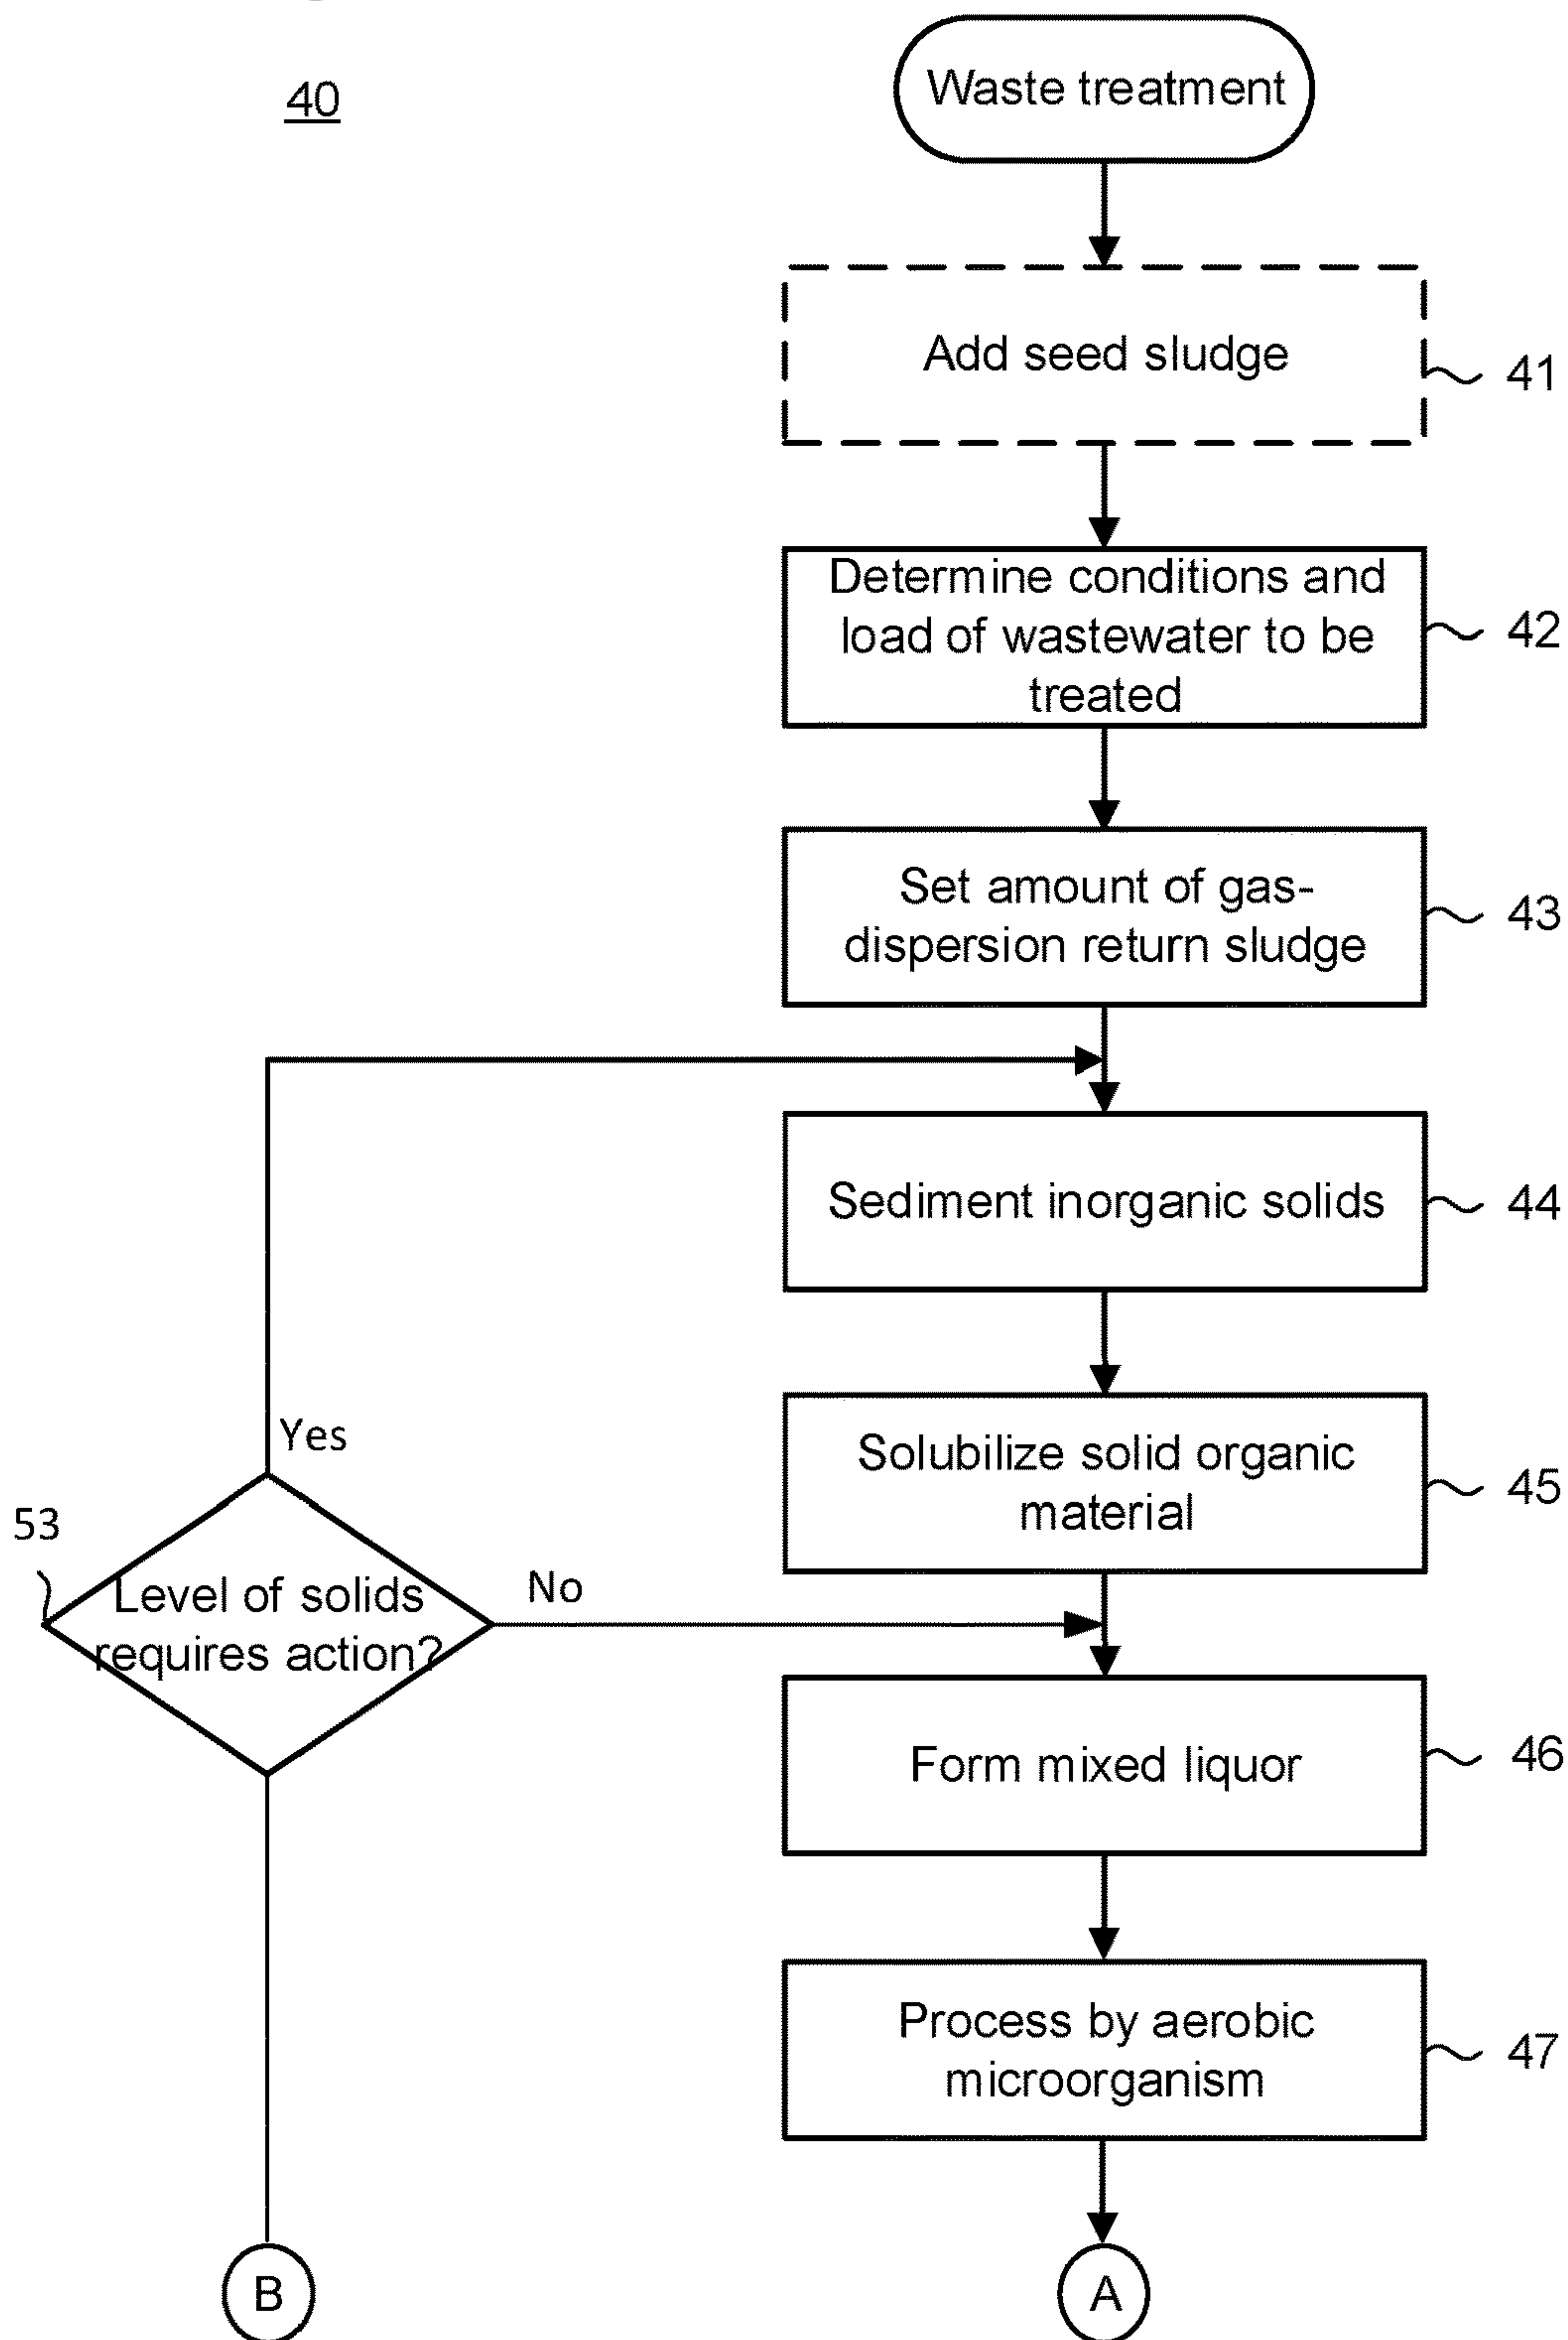 40
Waste treatment
Add seed sludge
41
Determine conditions and
load of wastewater to be
treated
42
Set amount of gas-
dispersion return sludge
43
Sediment inorganic solids
44
Yes
Solubilize solid organic
material
45
53
Level of solids
requires action?
No
Form mixed liquor
46
Process by aerobic
microorganism
47
B
A